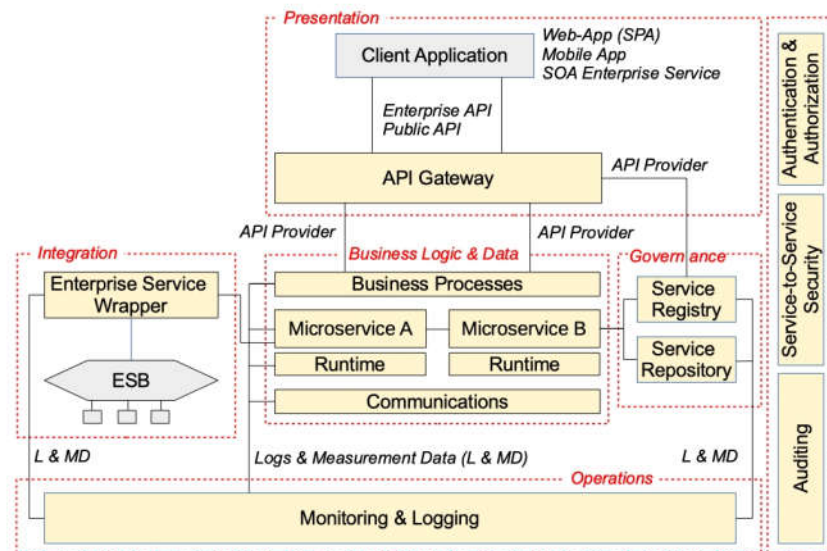 Presentation
Client Application
Web-App (SPA)
Mobile App
SOA Enterprise Service
Enterprise API
Public API
API Gateway
API Provider
API Provider
API Provider
Integration
Enterprise Service
Wrapper
ESB
Business Logic & Data
Business Processes
Microservice A
Microservice B
Runtime
Runtime
Communications
Governance
Service
Registry
Service
Repository
L & MD
Logs & Measurement Data (L & MD)
L & MD
Operations
Monitoring & Logging
Authentication &
Authorization
Service-to-Service
Security
Auditing